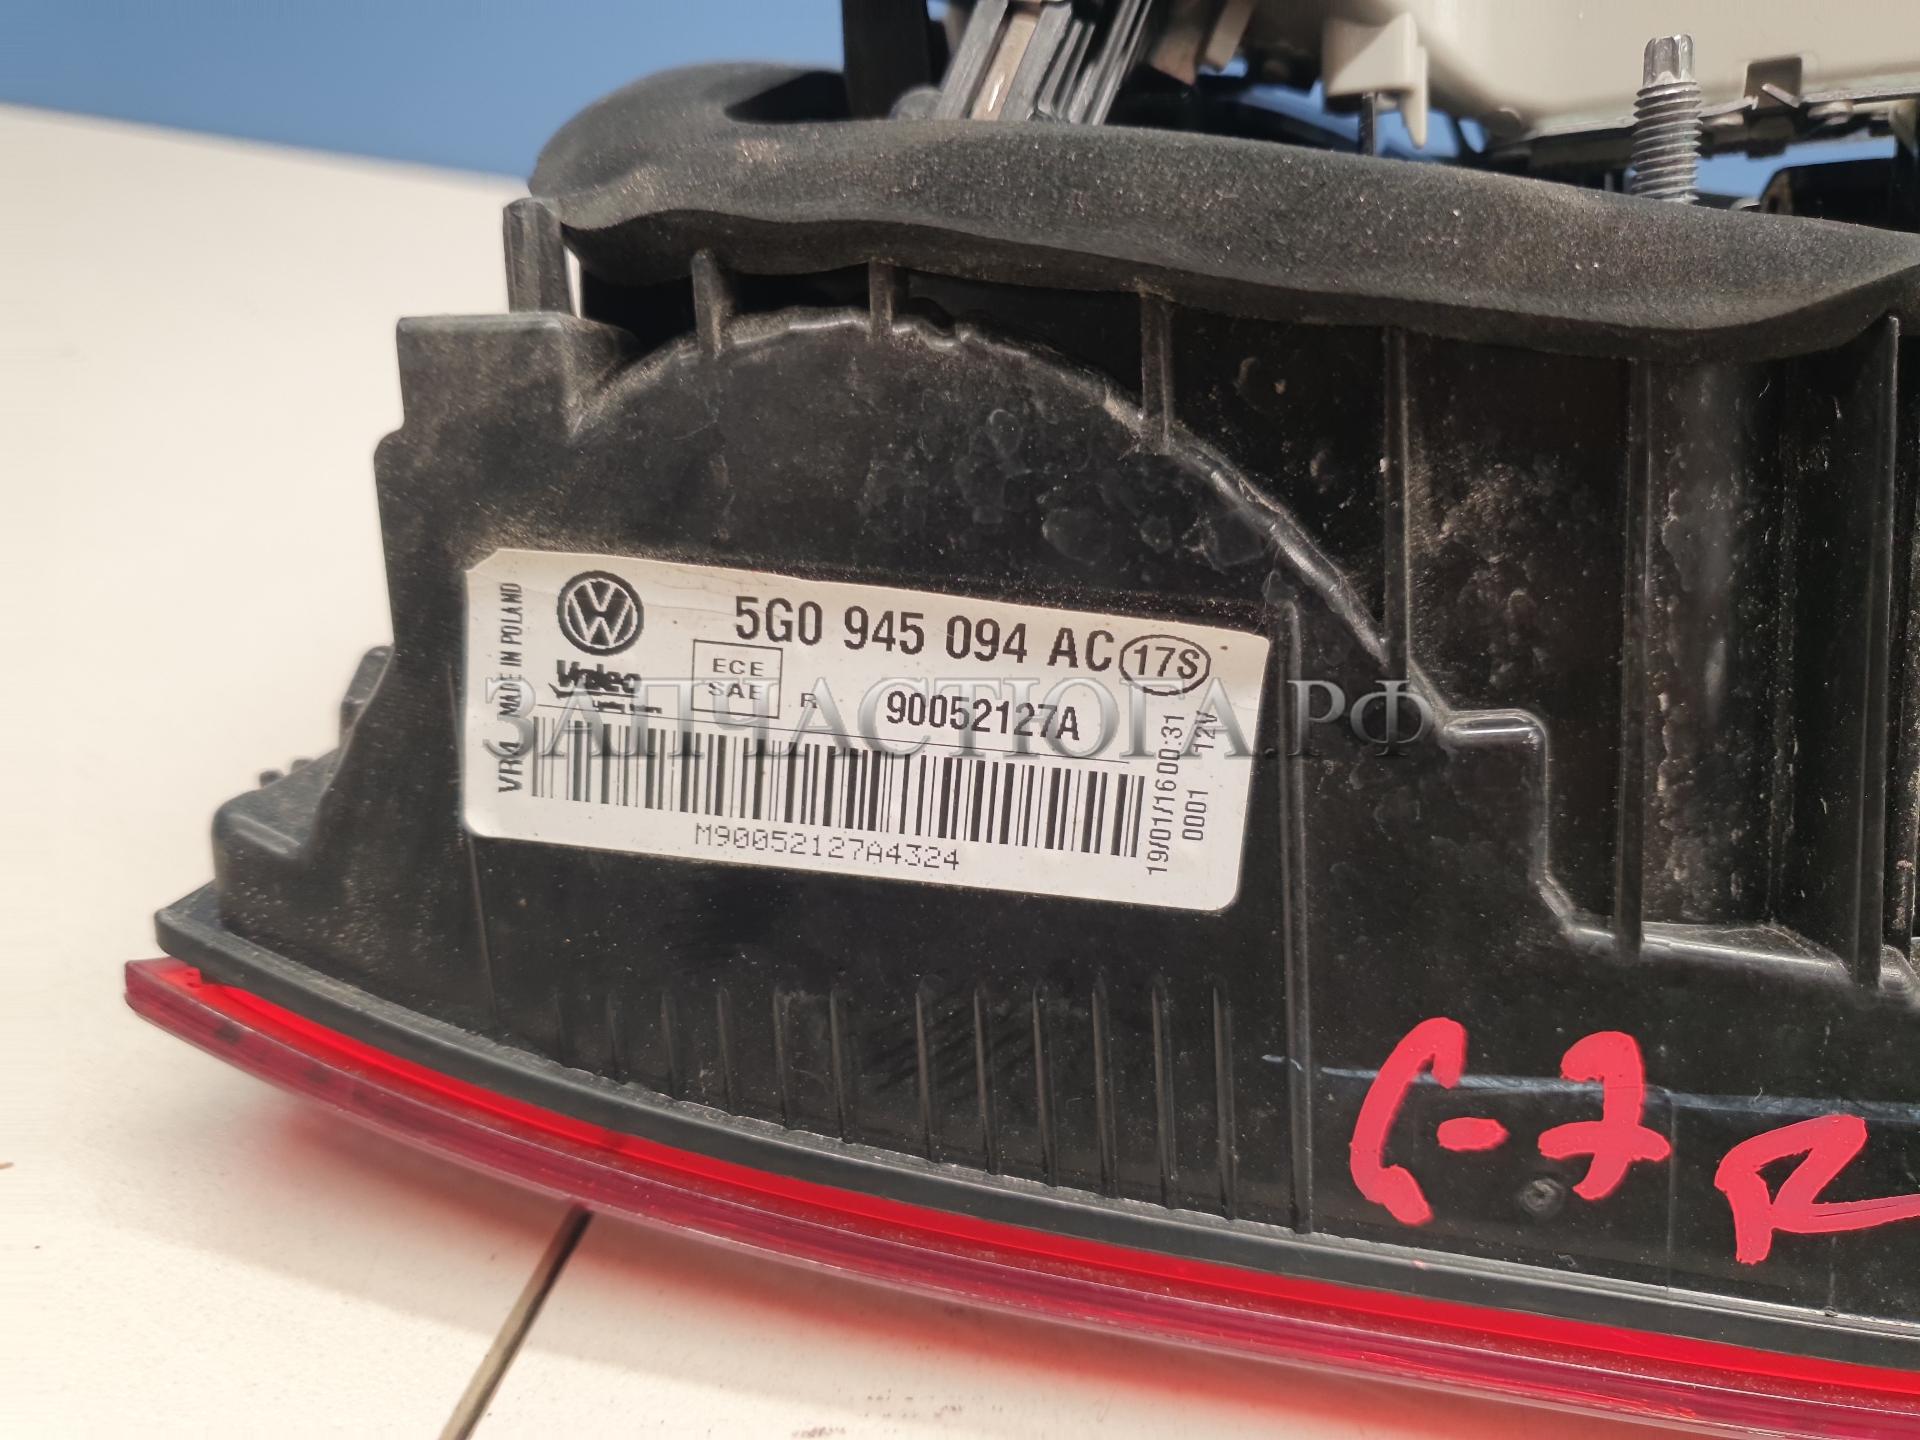 VR4 MADE IN POLAND
5G0 945 094 AC 17S
Valeo
ECE
SAE
R 90052127A
M90052127A4324
19/01/16 00:31
0001 12V
ЗАПЧАСТЮГА.РФ
G-7
R